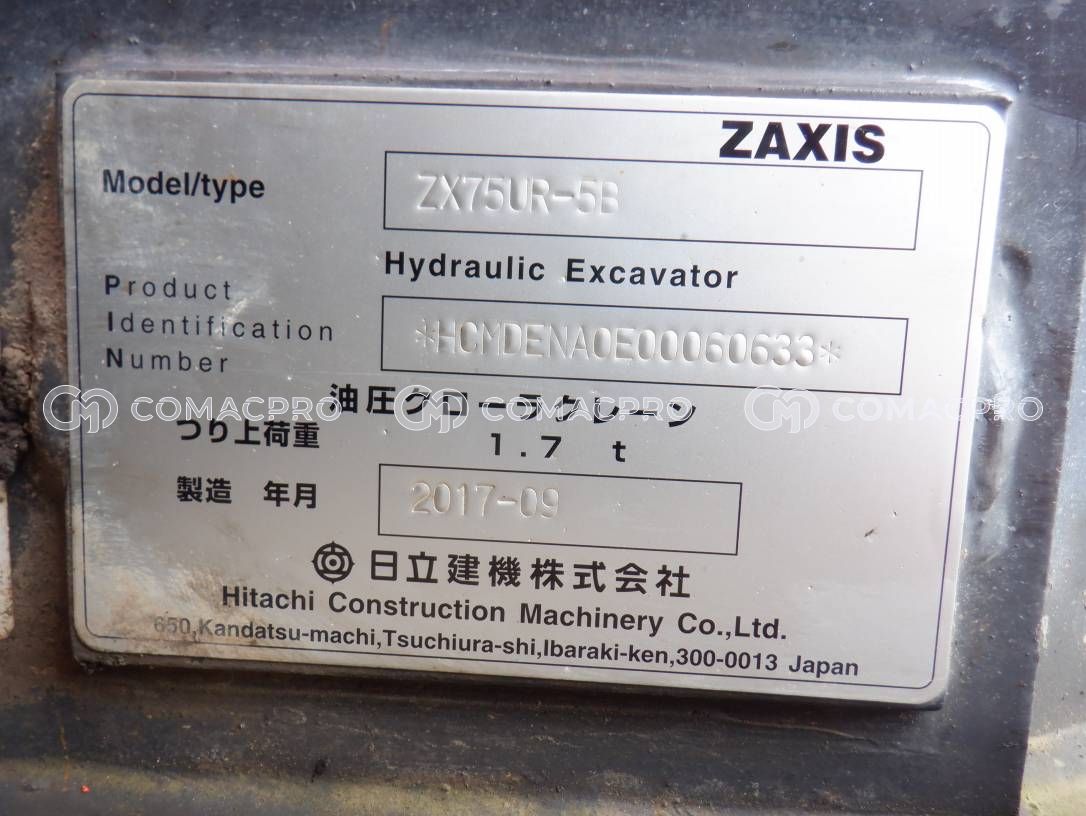 ZAXIS
Model/type ZX75UR-5B
Hydraulic Excavator
Product
Identification
Number
*HCMDENA0E00060633*
油圧クローラクレーン
つり上荷重 1.7 t
製造 年月 2017-09
日立建機株式会社
Hitachi Construction Machinery Co.,Ltd.
650,Kandatsu-machi,Tsuchiura-shi,Ibaraki-ken,300-0013 Japan
COMACPRO COMACPRO COMACPRO